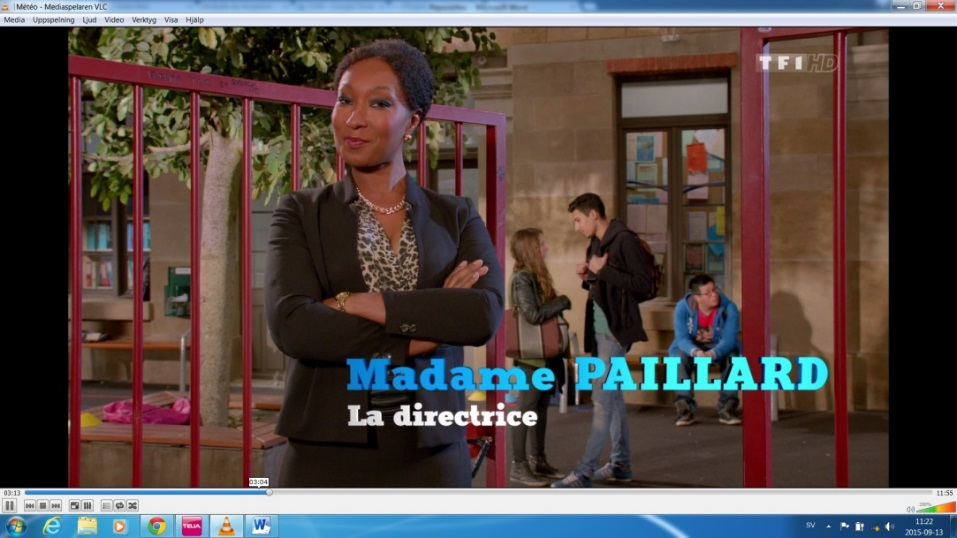 Météo - Mediaspelaren VLC
Media Uppspelning Ljud Video Verktyg Visa Hjälp
TF1 HD
Madame PAILLARD
La directrice
03:04
03:13
11:55
TELIA
SV
11:22
2015-09-13